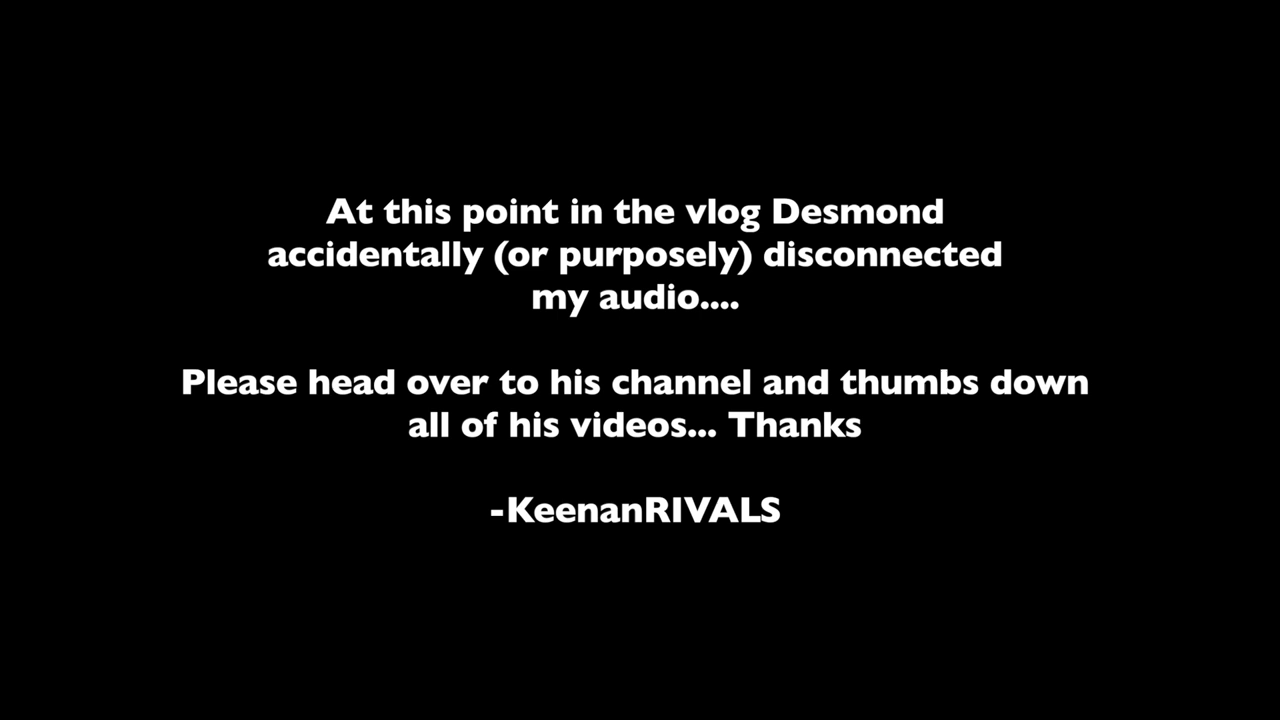 At this point in the vlog Desmond
accidentally (or purposely) disconnected
my audio....
Please head over to his channel and thumbs down
all of his videos... Thanks
-KeenanRIVALS